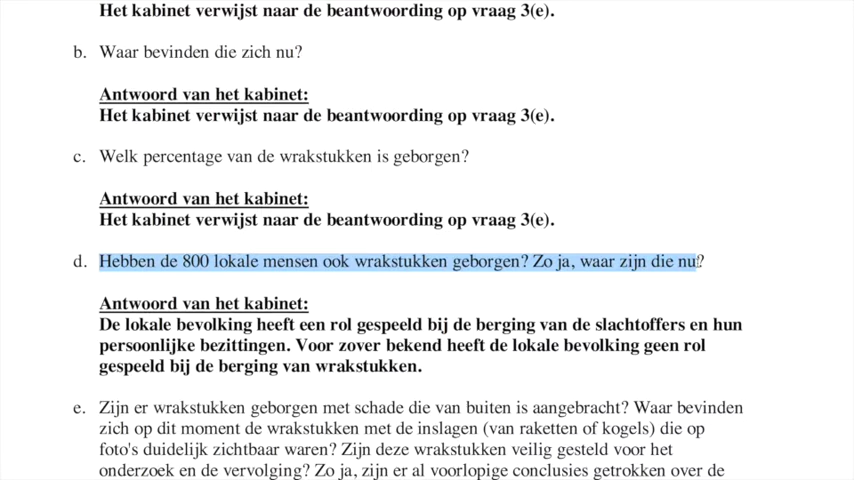 Het kabinet verwijst naar de beantwoording op vraag 3(e).
b. Waar bevinden die zich nu?
Antwoord van het kabinet:
Het kabinet verwijst naar de beantwoording op vraag 3(e).
c. Welk percentage van de wrakstukken is geborgen?
Antwoord van het kabinet:
Het kabinet verwijst naar de beantwoording op vraag 3(e).
d. Hebben de 800 lokale mensen ook wrakstukken geborgen? Zo ja, waar zijn die nu?
Antwoord van het kabinet:
De lokale bevolking heeft een rol gespeeld bij de berging van de slachtoffers en hun
persoonlijke bezittingen. Voor zover bekend heeft de lokale bevolking geen rol
gespeeld bij de berging van wrakstukken.
e. Zijn er wrakstukken geborgen met schade die van buiten is aangebracht? Waar bevinden
zich op dit moment de wrakstukken met de inslagen (van raketten of kogels) die op
foto's duidelijk zichtbaar waren? Zijn deze wrakstukken veilig gesteld voor het
onderzoek en de vervolging? Zo ja, zijn er al voorlopige conclusies getrokken over de